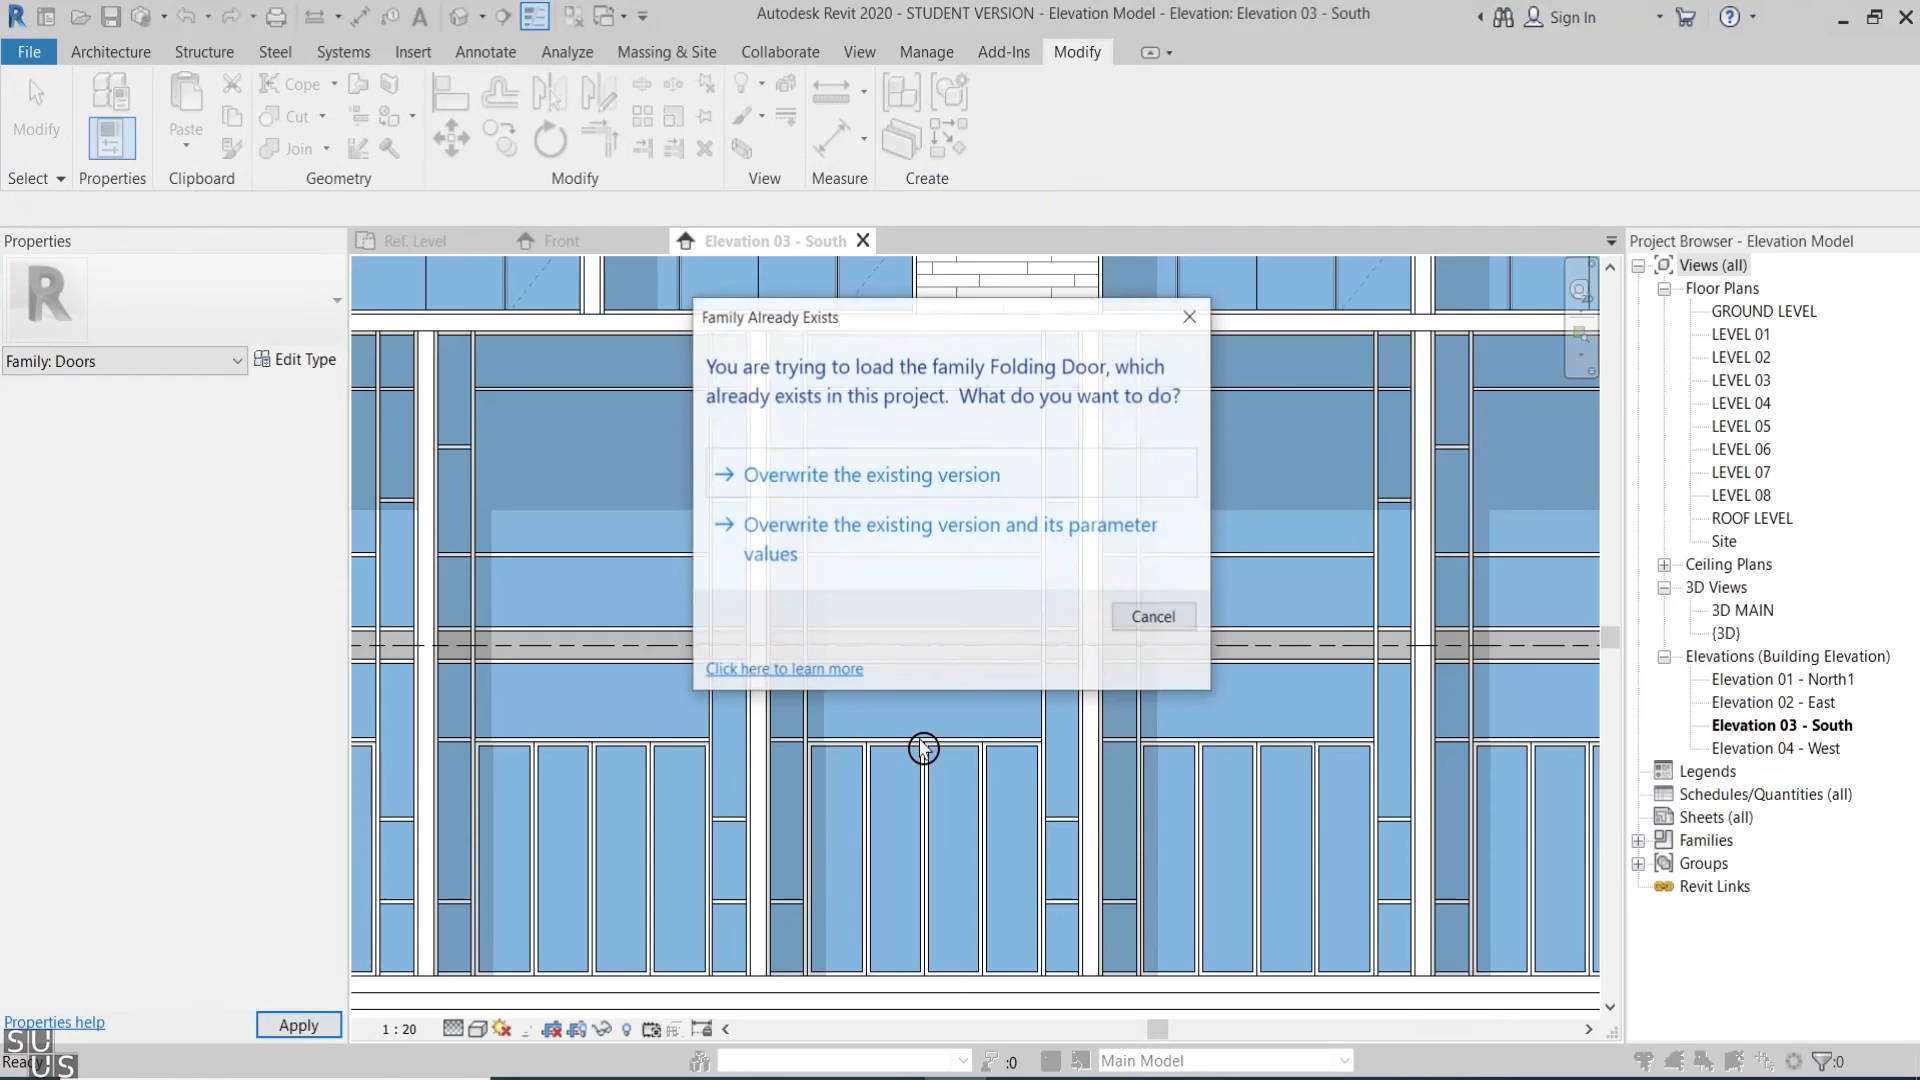 Autodesk Revit 2020 - STUDENT VERSION - Elevation Model - Elevation: Elevation 03 - South
Sign In
File Architecture Structure Steel Systems Insert Annotate Analyze Massing & Site Collaborate View Manage Add-Ins Modify
Modify
Paste
Cope
Cut
Join
Select Properties Clipboard Geometry Modify View Measure Create
Properties
Ref. Level Front Elevation 03 - South
Project Browser - Elevation Model
Family: Doors
Edit Type
Family Already Exists
You are trying to load the family Folding Door, which
already exists in this project. What do you want to do?
Overwrite the existing version
Overwrite the existing version and its parameter
values
Cancel
Click here to learn more
Views (all)
Floor Plans
GROUND LEVEL
LEVEL 01
LEVEL 02
LEVEL 03
LEVEL 04
LEVEL 05
LEVEL 06
LEVEL 07
LEVEL 08
ROOF LEVEL
Site
Ceiling Plans
3D Views
3D MAIN
{3D}
Elevations (Building Elevation)
Elevation 01 - North1
Elevation 02 - East
Elevation 03 - South
Elevation 04 - West
Legends
Schedules/Quantities (all)
Sheets (all)
Families
Groups
Revit Links
Properties help
Apply
1 : 20
Ready
SU
US
:0
Main Model
:0